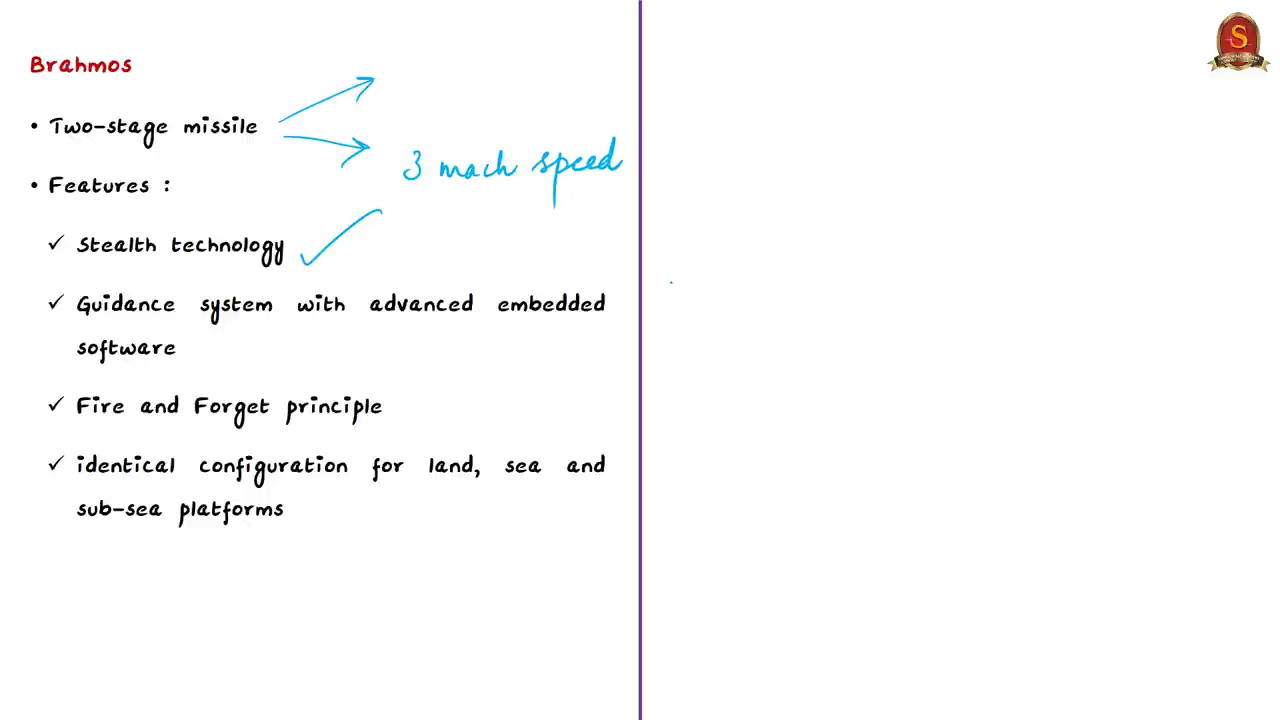 Brahmos
• Two-stage missile
3 mach speed
• Features :
✓ Stealth technology
✓ Guidance system with advanced embedded
software
✓ Fire and Forget principle
✓ identical configuration for land, sea and
sub-sea platforms
S